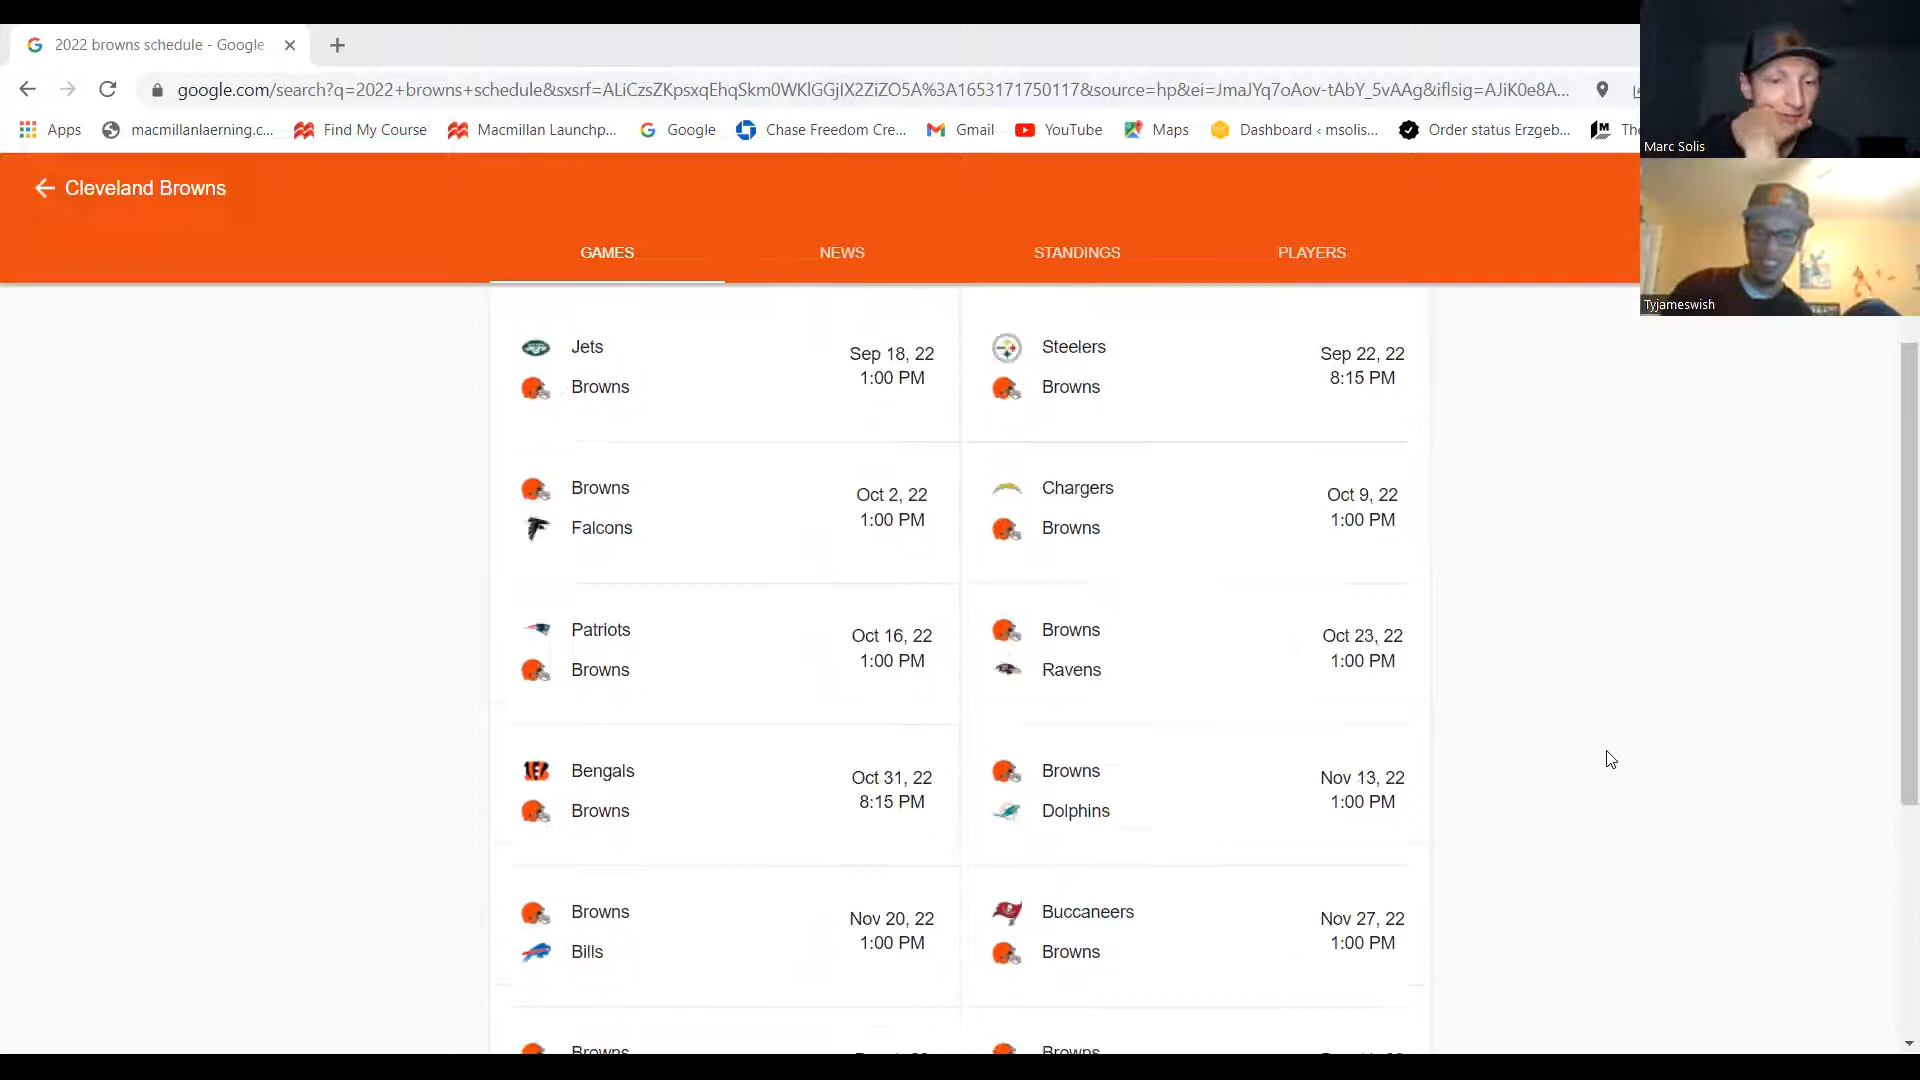 2022 browns schedule - Google
google.com/search?q=2022+browns+schedule&sxsrf=ALiCzsZKpsxqEhqSkm0WKlGGjIX2ZiZO5A%3A1653171750117&source=hp&ei=JmaJYq7oAov-tAbY_5vAAg&iflsig=AJiK0e8A...
Apps macmillanlaerning.c... Find My Course Macmillan Launchp... Google Chase Freedom Cre... Gmail YouTube Maps Dashboard ‹ msolis... Order status Erzgeb... M
Marc Solis
Tyjameswish
Cleveland Browns
GAMES NEWS STANDINGS PLAYERS
Jets
Browns
Sep 18, 22
1:00 PM
Steelers
Browns
Sep 22, 22
8:15 PM
Browns
Falcons
Oct 2, 22
1:00 PM
Chargers
Browns
Oct 9, 22
1:00 PM
Patriots
Browns
Oct 16, 22
1:00 PM
Browns
Ravens
Oct 23, 22
1:00 PM
Bengals
Browns
Oct 31, 22
8:15 PM
Browns
Dolphins
Nov 13, 22
1:00 PM
Browns
Bills
Nov 20, 22
1:00 PM
Buccaneers
Browns
Nov 27, 22
1:00 PM
Browns
Browns